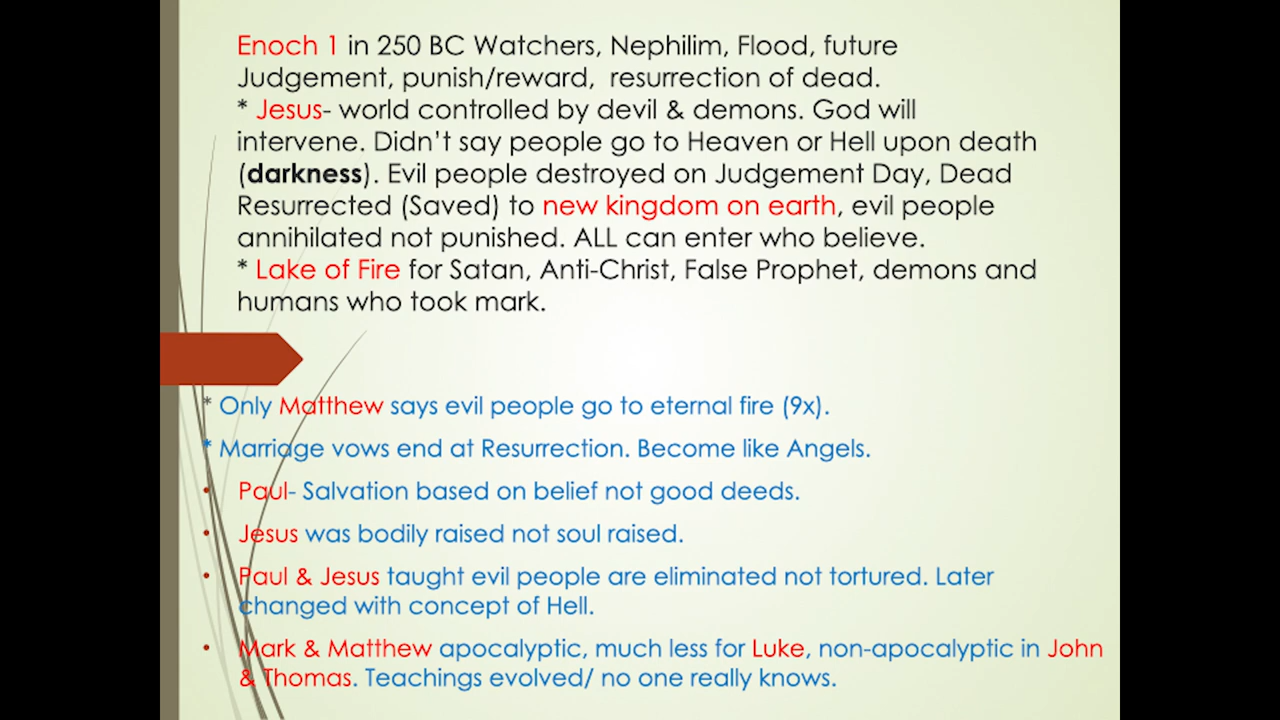 Enoch 1 in 250 BC Watchers, Nephilim, Flood, future
Judgement, punish/reward, resurrection of dead.
* Jesus- world controlled by devil & demons. God will
intervene. Didn't say people go to Heaven or Hell upon death
(darkness). Evil people destroyed on Judgement Day, Dead
Resurrected (Saved) to new kingdom on earth, evil people
annihilated not punished. ALL can enter who believe.
* Lake of Fire for Satan, Anti-Christ, False Prophet, demons and
humans who took mark.
* Only Matthew says evil people go to eternal fire (9x).
* Marriage vows end at Resurrection. Become like Angels.
• Paul- Salvation based on belief not good deeds.
• Jesus was bodily raised not soul raised.
• Paul & Jesus taught evil people are eliminated not tortured. Later
changed with concept of Hell.
• Mark & Matthew apocalyptic, much less for Luke, non-apocalyptic in John
& Thomas. Teachings evolved/ no one really knows.